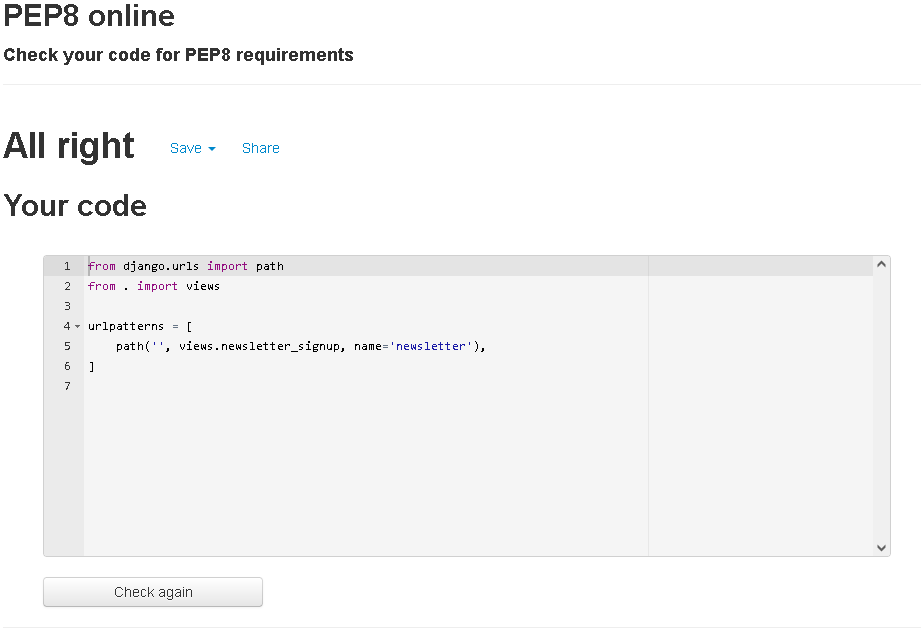 PEP8 online
Check your code for PEP8 requirements
All right Save Share
Your code
1 from django.urls import path
2 from . import views
3
4 urlpatterns = [
5     path('', views.newsletter_signup, name='newsletter'),
6 ]
7
Check again